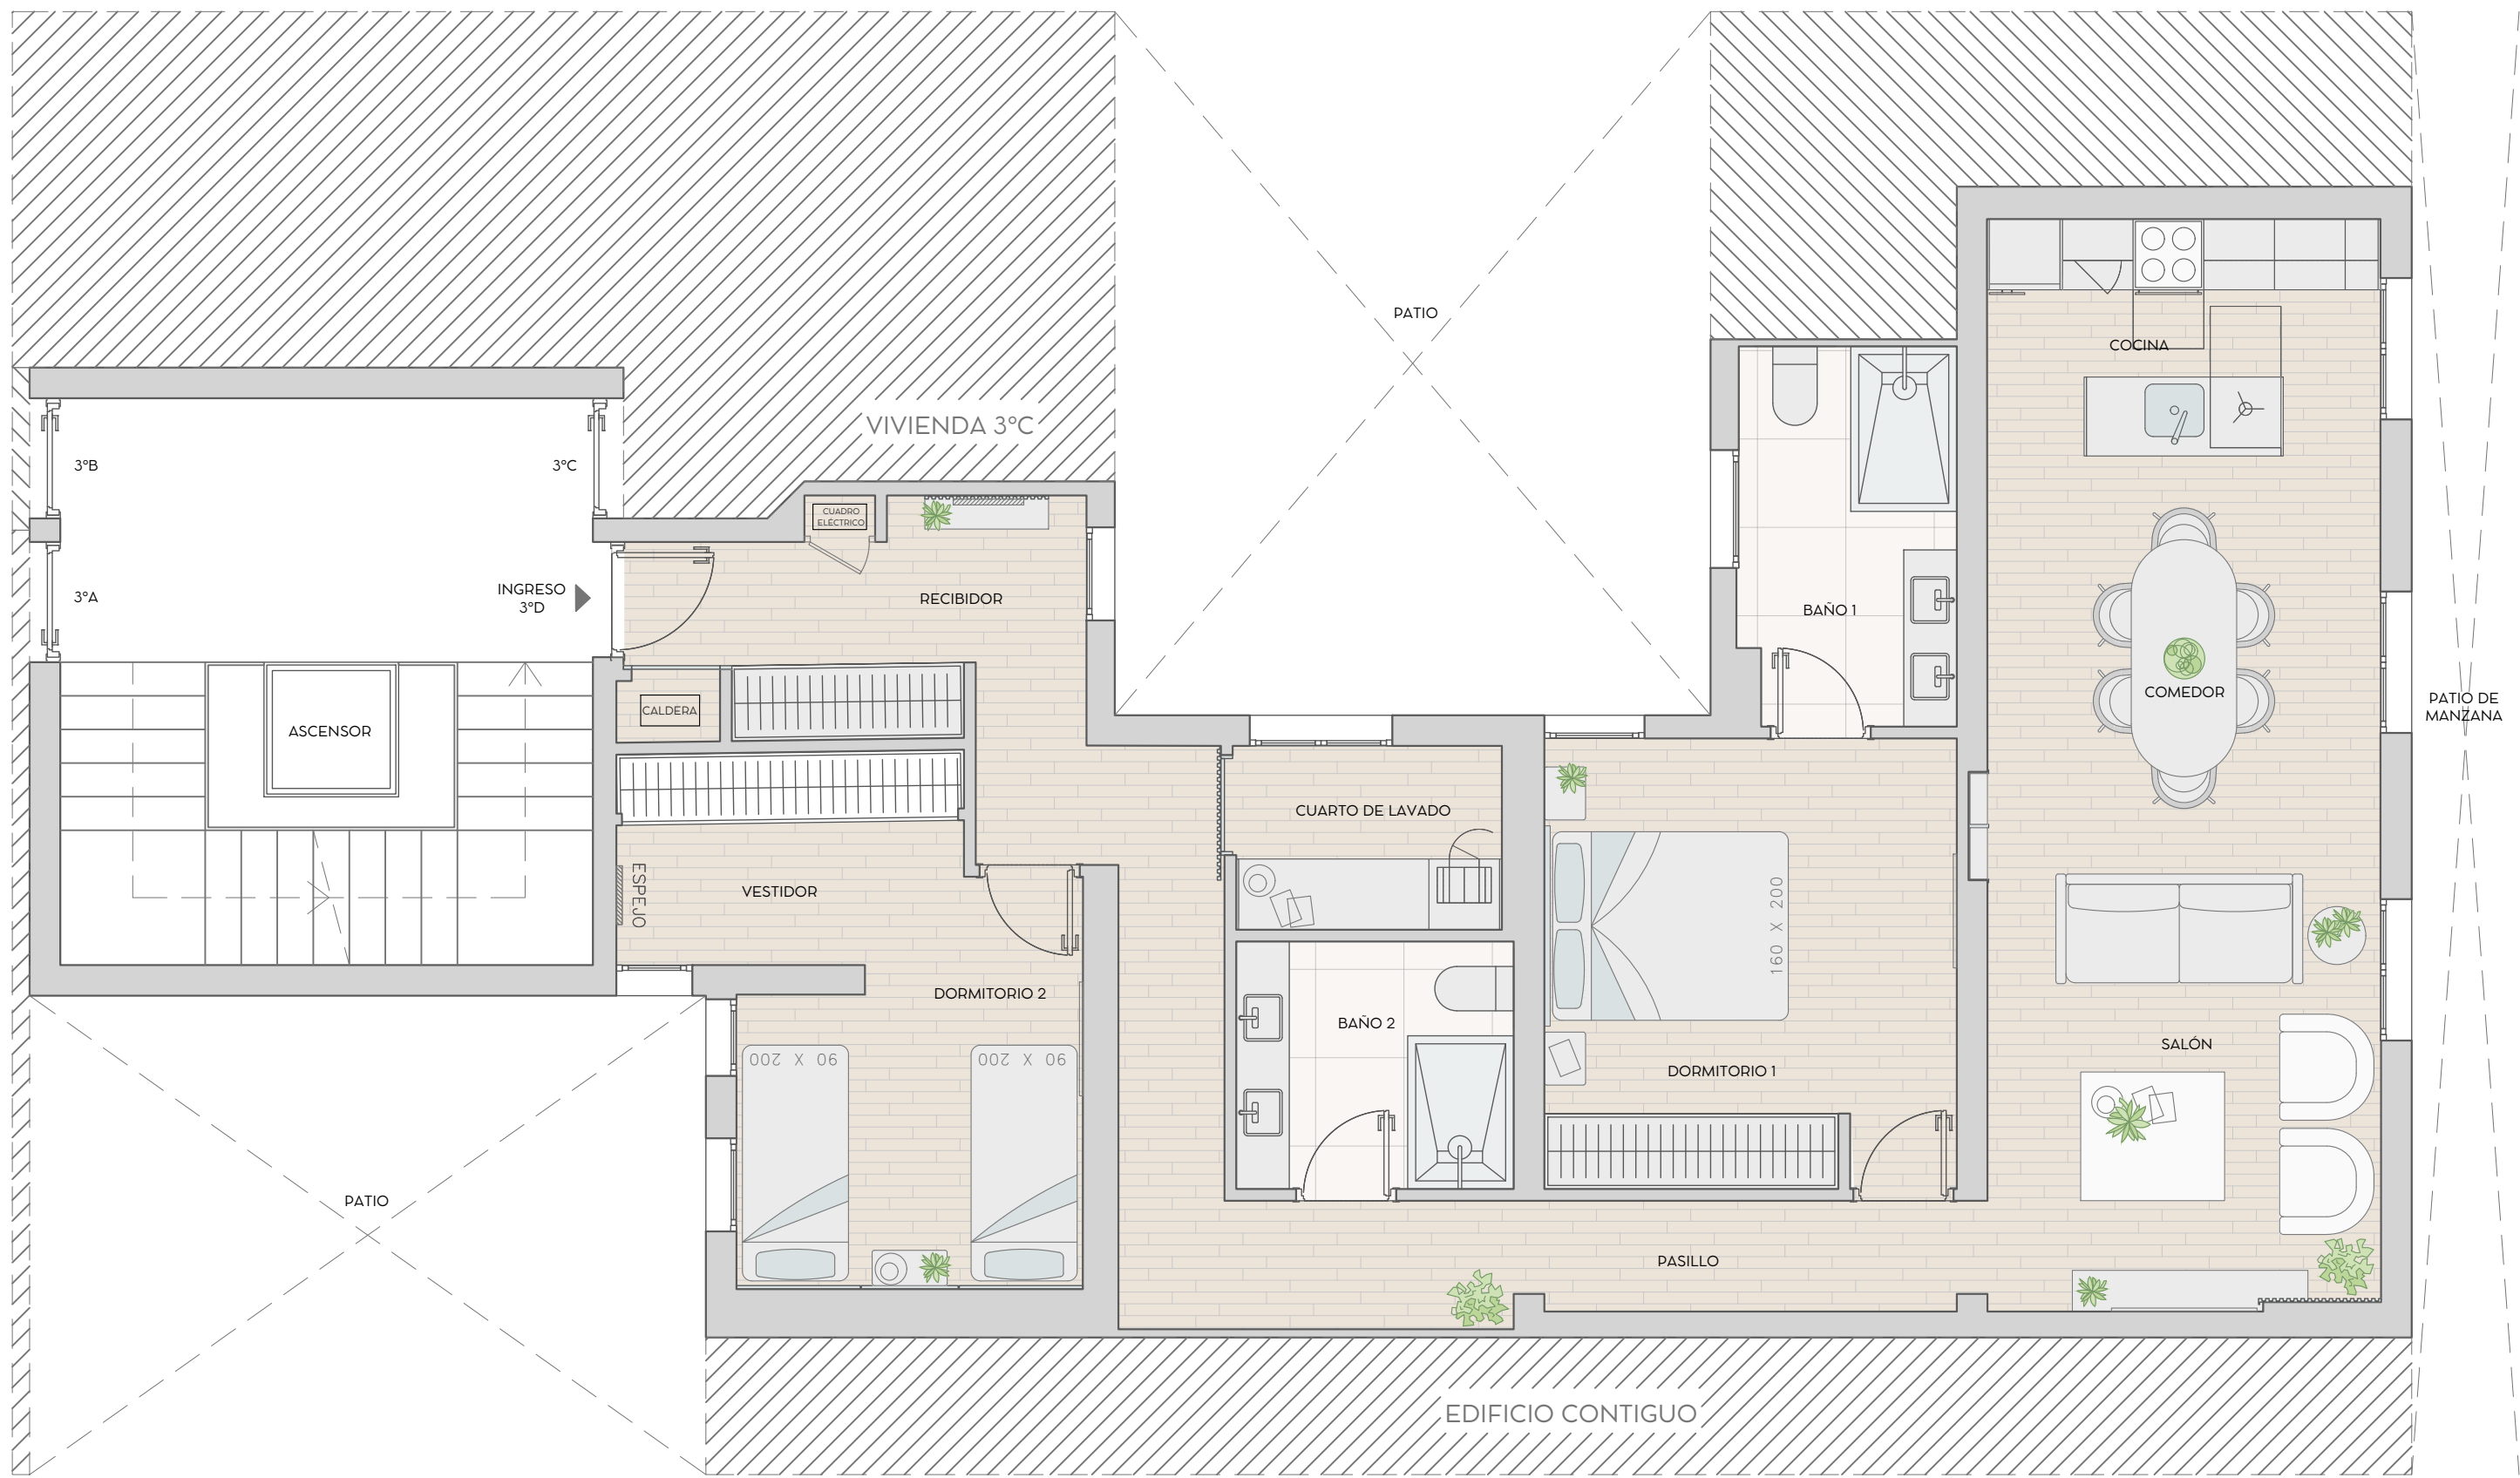 PATIO
COCINA
VIVIENDA 3ºC
3ºB
3ºC
CUADRO
ELÉCTRICO
INGRESO
3ºD
3ºA
RECIBIDOR
BAÑO 1
COMEDOR
PATIO DE
MANZANA
CALDERA
ASCENSOR
CUARTO DE LAVADO
ESPEJO
VESTIDOR
160 X 200
DORMITORIO 2
BAÑO 2
SALÓN
90 X 200
90 X 200
DORMITORIO 1
PATIO
PASILLO
EDIFICIO CONTIGUO